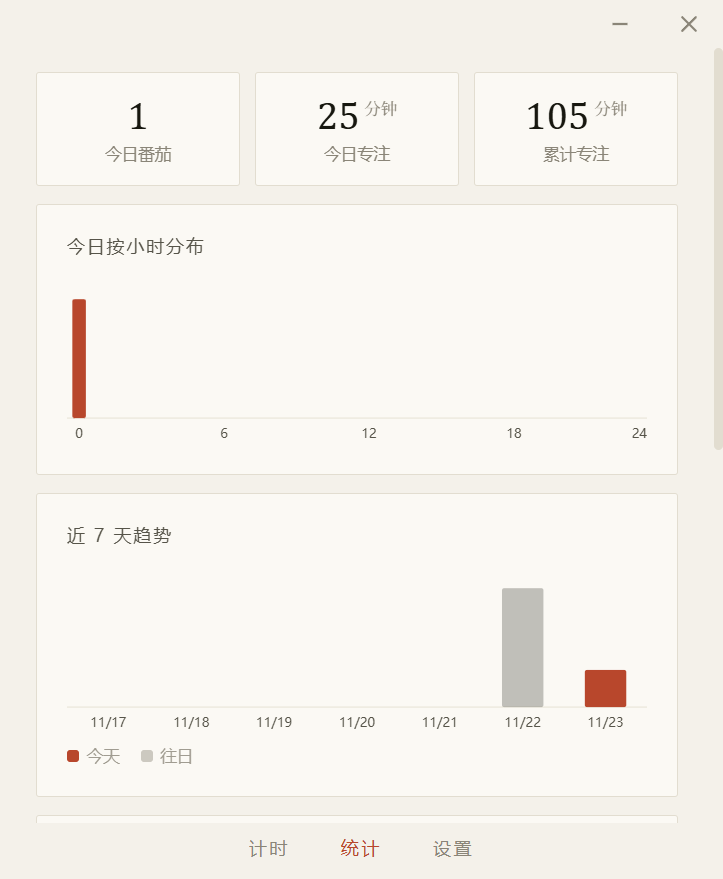 1
今日番茄
25 分钟
今日专注
105 分钟
累计专注
今日按小时分布
0 6 12 18 24
近 7 天趋势
11/17 11/18 11/19 11/20 11/21 11/22 11/23
今天 往日
计时 统计 设置